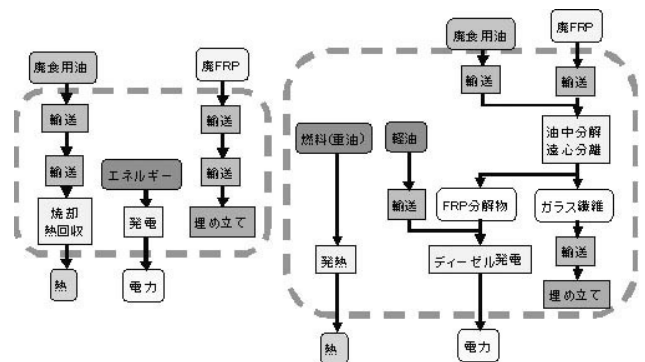 廃食用油
廃FRP
輸送
輸送
輸送
エネルギー
輸送
焼却
熱回収
発電
埋め立て
熱
電力
廃食用油
廃FRP
輸送
輸送
油中分解
遠心分離
燃料(重油)
軽油
輸送
FRP分解物
ガラス繊維
輸送
発熱
ディーゼル発電
埋め立て
熱
電力